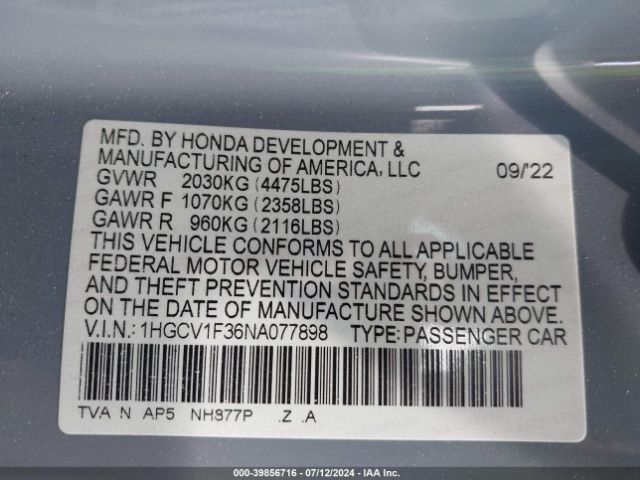 MFD. BY HONDA DEVELOPMENT &
MANUFACTURING OF AMERICA, LLC 09/22
GVWR 2030KG (4475LBS)
GAWR F 1070KG (2358LBS)
GAWR R 960KG (2116LBS)
THIS VEHICLE CONFORMS TO ALL APPLICABLE
FEDERAL MOTOR VEHICLE SAFETY, BUMPER,
AND THEFT PREVENTION STANDARDS IN EFFECT
ON THE DATE OF MANUFACTURE SHOWN ABOVE.
V.I.N.: 1HGCV1F36NA077898 TYPE: PASSENGER CAR
TVA N AP5 NH877P .Z .A
000-39856716 - 07/12/2024 - IAA Inc.